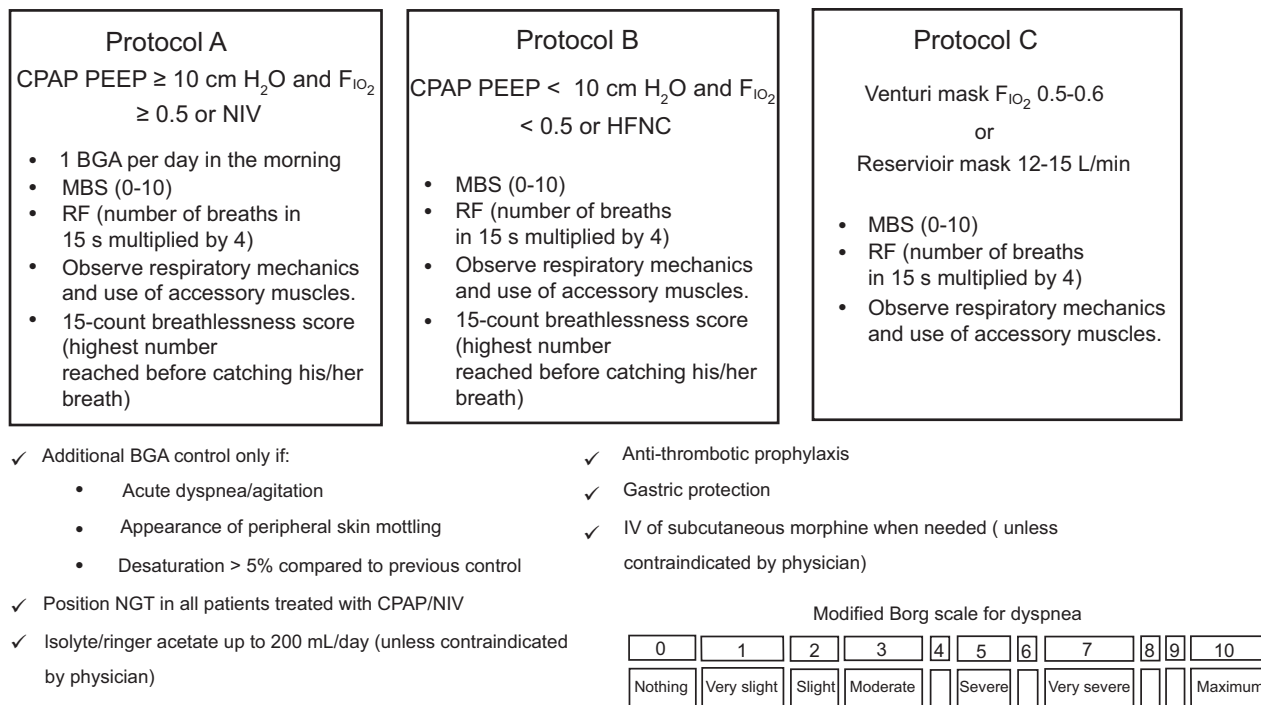 Protocol A
CPAP PEEP ≥ 10 cm H₂O and F_IO₂
≥ 0.5 or NIV
• 1 BGA per day in the morning
• MBS (0-10)
• RF (number of breaths in
15 s multiplied by 4)
• Observe respiratory mechanics
and use of accessory muscles.
• 15-count breathlessness score
(highest number
reached before catching his/her
breath)
Protocol B
CPAP PEEP < 10 cm H₂O and F_IO₂
< 0.5 or HFNC
• MBS (0-10)
• RF (number of breaths
in 15 s multiplied by 4)
• Observe respiratory mechanics
and use of accessory muscles.
• 15-count breathlessness score
(highest number
reached before catching his/her
breath)
Protocol C
Venturi mask F_IO₂ 0.5-0.6
or
Reservioir mask 12-15 L/min
• MBS (0-10)
• RF (number of breaths
in 15 s multiplied by 4)
• Observe respiratory mechanics
and use of accessory muscles.
✓ Additional BGA control only if:
• Acute dyspnea/agitation
• Appearance of peripheral skin mottling
• Desaturation > 5% compared to previous control
✓ Position NGT in all patients treated with CPAP/NIV
✓ Isolyte/ringer acetate up to 200 mL/day (unless contraindicated
by physician)
✓ Anti-thrombotic prophylaxis
✓ Gastric protection
✓ IV of subcutaneous morphine when needed ( unless
contraindicated by physician)
Modified Borg scale for dyspnea
0 1 2 3 4 5 6 7 8 9 10
Nothing Very slight Slight Moderate Severe Very severe Maximum